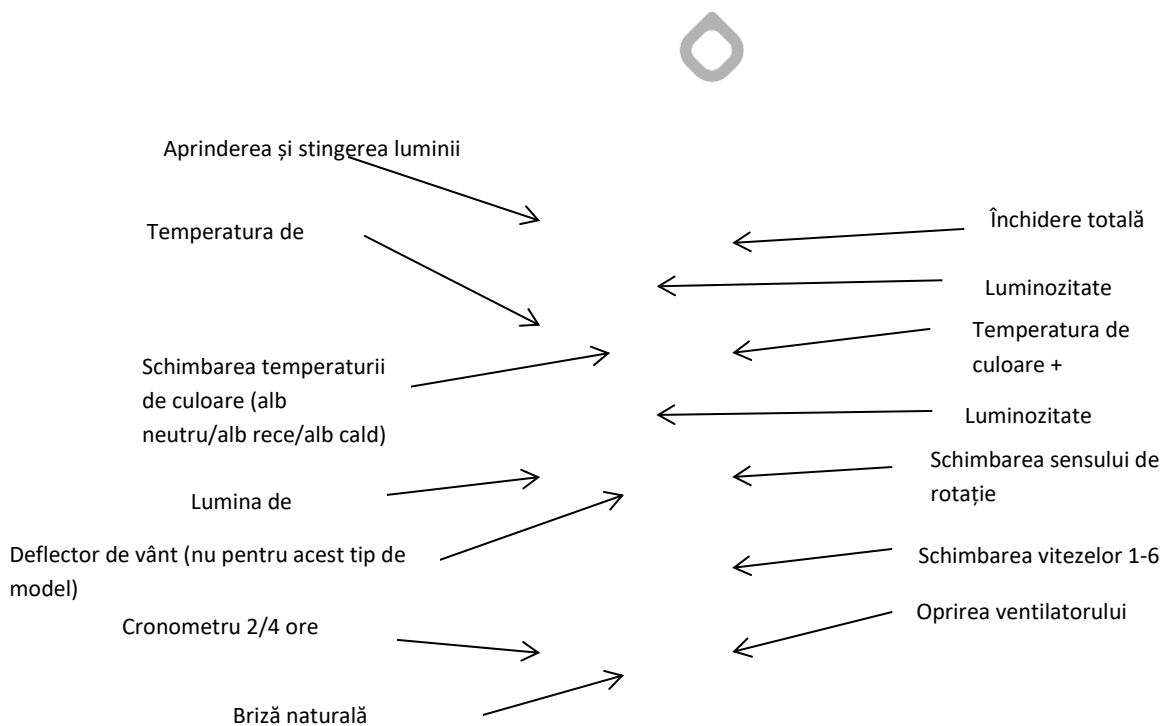 Aprinderea și stingerea luminii
Temperatura de
Schimbarea temperaturii
de culoare (alb
neutru/alb rece/alb cald)
Lumina de
Deflector de vânt (nu pentru acest tip de
model)
Cronometru 2/4 ore
Briză naturală
Închidere totală
Luminozitate
Temperatura de
culoare +
Luminozitate
Schimbarea sensului de
rotație
Schimbarea vitezelor 1-6
Oprirea ventilatorului